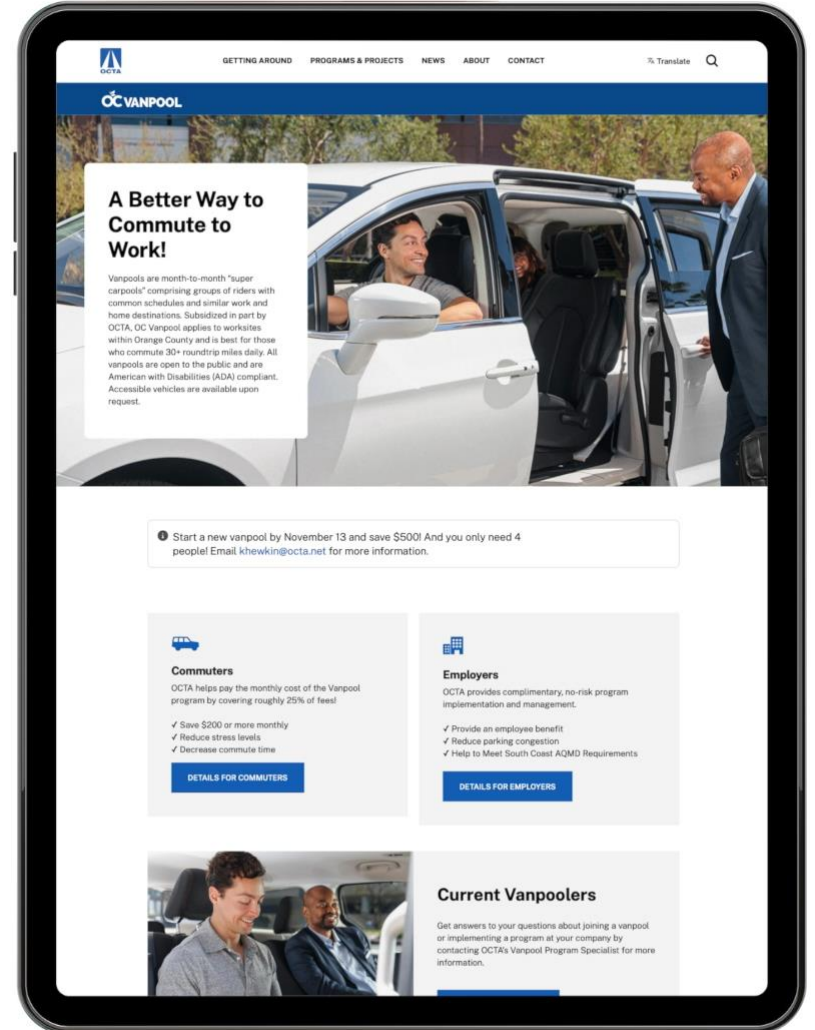 OCTA
GETTING AROUND
PROGRAMS & PROJECTS
NEWS
ABOUT
CONTACT
Translate
OC VANPOOL
A Better Way to
Commute to
Work!
Vanpools are month-to-month "super
carpools" comprising groups of riders with
common schedules and similar work and
home destinations. Subsidized in part by
OCTA, OC Vanpool applies to worksites
within Orange County and is best for those
who commute 30+ roundtrip miles daily. All
vanpools are open to the public and are
American with Disabilities (ADA) compliant.
Accessible vehicles are available upon
request.
Start a new vanpool by November 13 and save $500! And you only need 4
people! Email khewkin@octa.net for more information.
Commuters
OCTA helps pay the monthly cost of the Vanpool
program by covering roughly 25% of fees!
✓ Save $200 or more monthly
✓ Reduce stress levels
✓ Decrease commute time
DETAILS FOR COMMUTERS
Employers
OCTA provides complimentary, no-risk program
implementation and management.
✓ Provide an employee benefit
✓ Reduce parking congestion
✓ Help to Meet South Coast AQMD Requirements
DETAILS FOR EMPLOYERS
Current Vanpoolers
Get answers to your questions about joining a vanpool
or implementing a program at your company by
contacting OCTA's Vanpool Program Specialist for more
information.